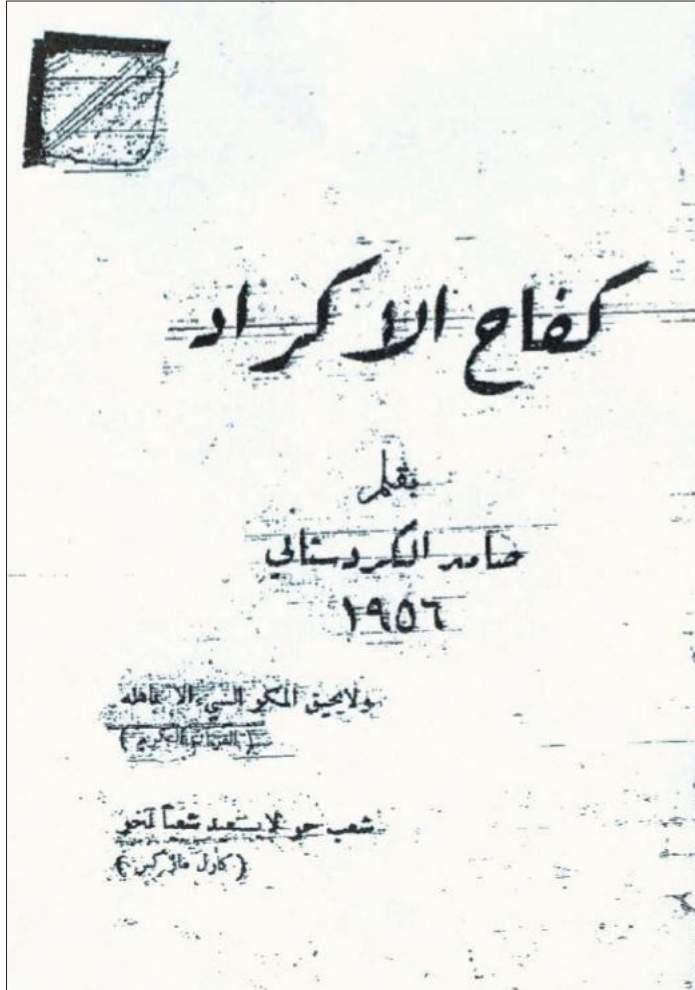 كفاح الاكراد
بقلم
صامد الكردستاني
١٩٥٦
ولا يحيق المكر السيء الا باهله
(القرآن الكريم)
شعب حر لا يستعبد شعباً آخر
(كارل ماركس)